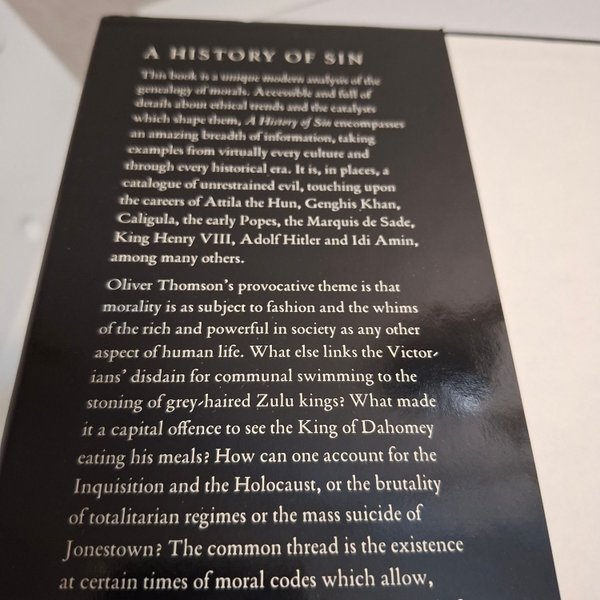 A HISTORY OF SIN
This book is a unique modern analysis of the
genealogy of morals. Accessible and full of
details about ethical trends and the catalysts
which shape them, A History of Sin encompasses
an amazing breadth of information, taking
examples from virtually every culture and
through every historical era. It is, in places, a
catalogue of unrestrained evil, touching upon
the careers of Attila the Hun, Genghis Khan,
Caligula, the early Popes, the Marquis de Sade,
King Henry VIII, Adolf Hitler and Idi Amin,
among many others.
Oliver Thomson's provocative theme is that
morality is as subject to fashion and the whims
of the rich and powerful in society as any other
aspect of human life. What else links the Victor-
ians' disdain for communal swimming to the
stoning of grey-haired Zulu kings? What made
it a capital offence to see the King of Dahomey
eating his meals? How can one account for the
Inquisition and the Holocaust, or the brutality
of totalitarian regimes or the mass suicide of
Jonestown? The common thread is the existence
at certain times of moral codes which allow,